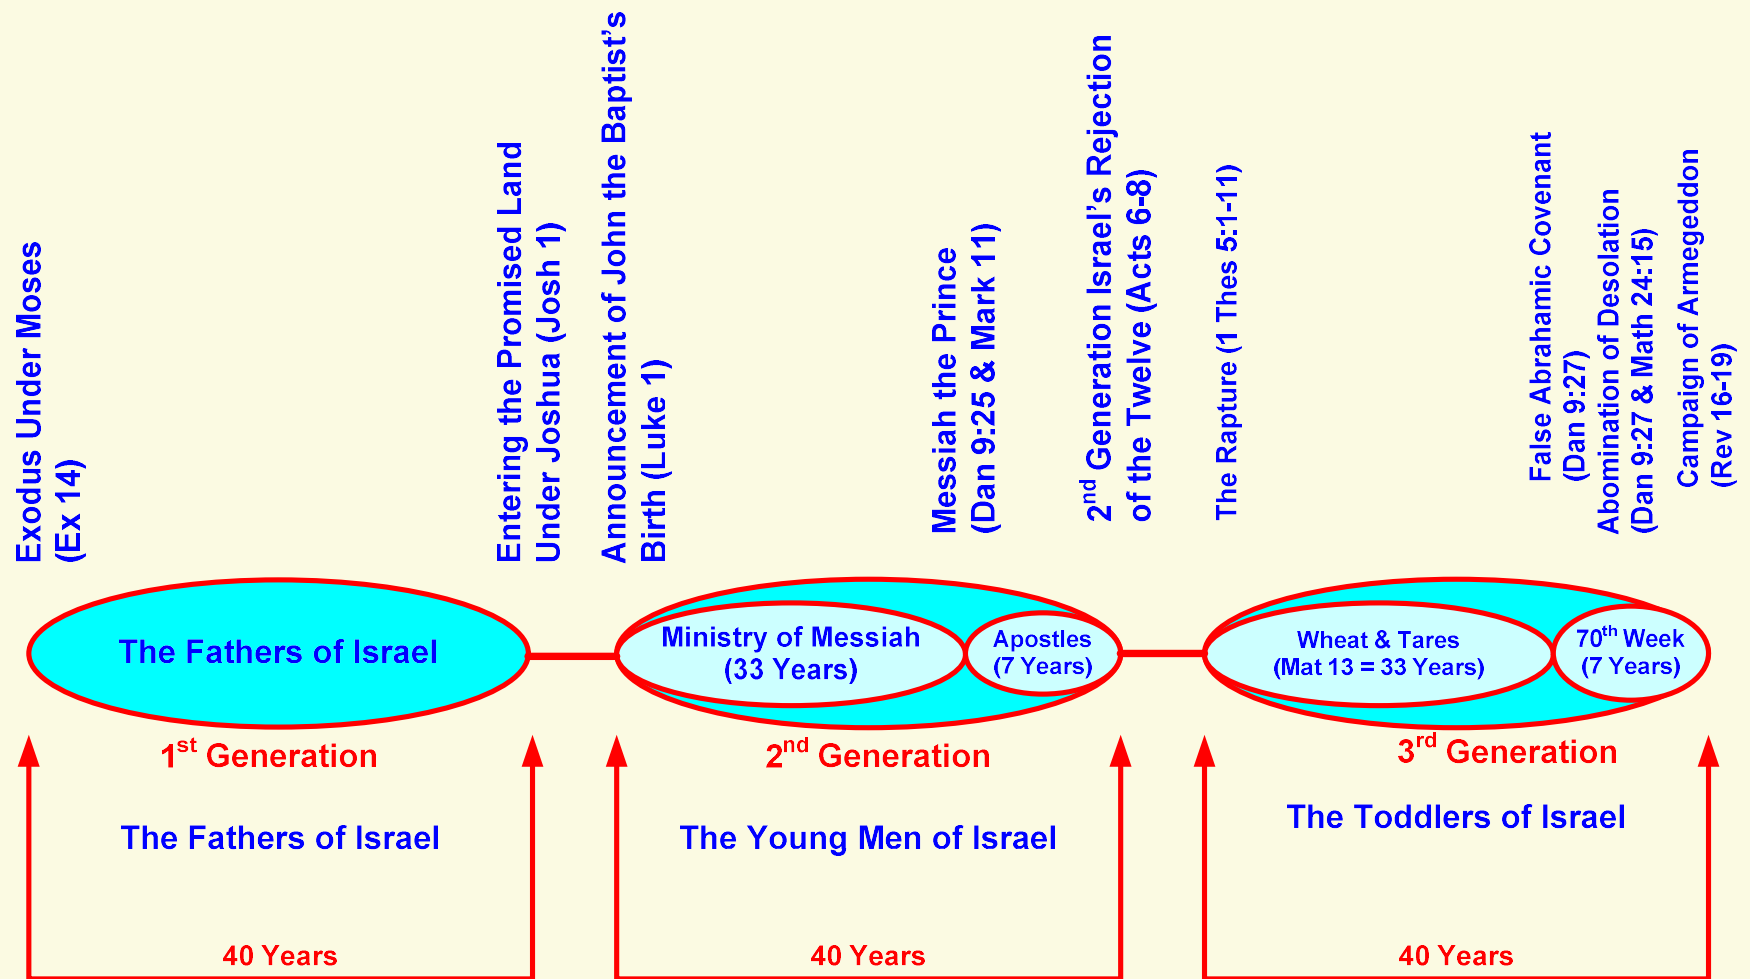 Exodus Under Moses
(Ex 14)
Entering the Promised Land
Under Joshua (Josh 1)
Announcement of John the Baptist's
Birth (Luke 1)
Messiah the Prince
(Dan 9:25 & Mark 11)
2nd Generation Israel's Rejection
of the Twelve (Acts 6-8)
The Rapture (1 Thes 5:1-11)
False Abrahamic Covenant
(Dan 9:27)
Abomination of Desolation
(Dan 9:27 & Math 24:15)
Campaign of Armegeddon
(Rev 16-19)
The Fathers of Israel
Ministry of Messiah
(33 Years)
Apostles
(7 Years)
Wheat & Tares
(Mat 13 = 33 Years)
70th Week
(7 Years)
1st Generation
2nd Generation
3rd Generation
The Fathers of Israel
The Young Men of Israel
The Toddlers of Israel
40 Years
40 Years
40 Years